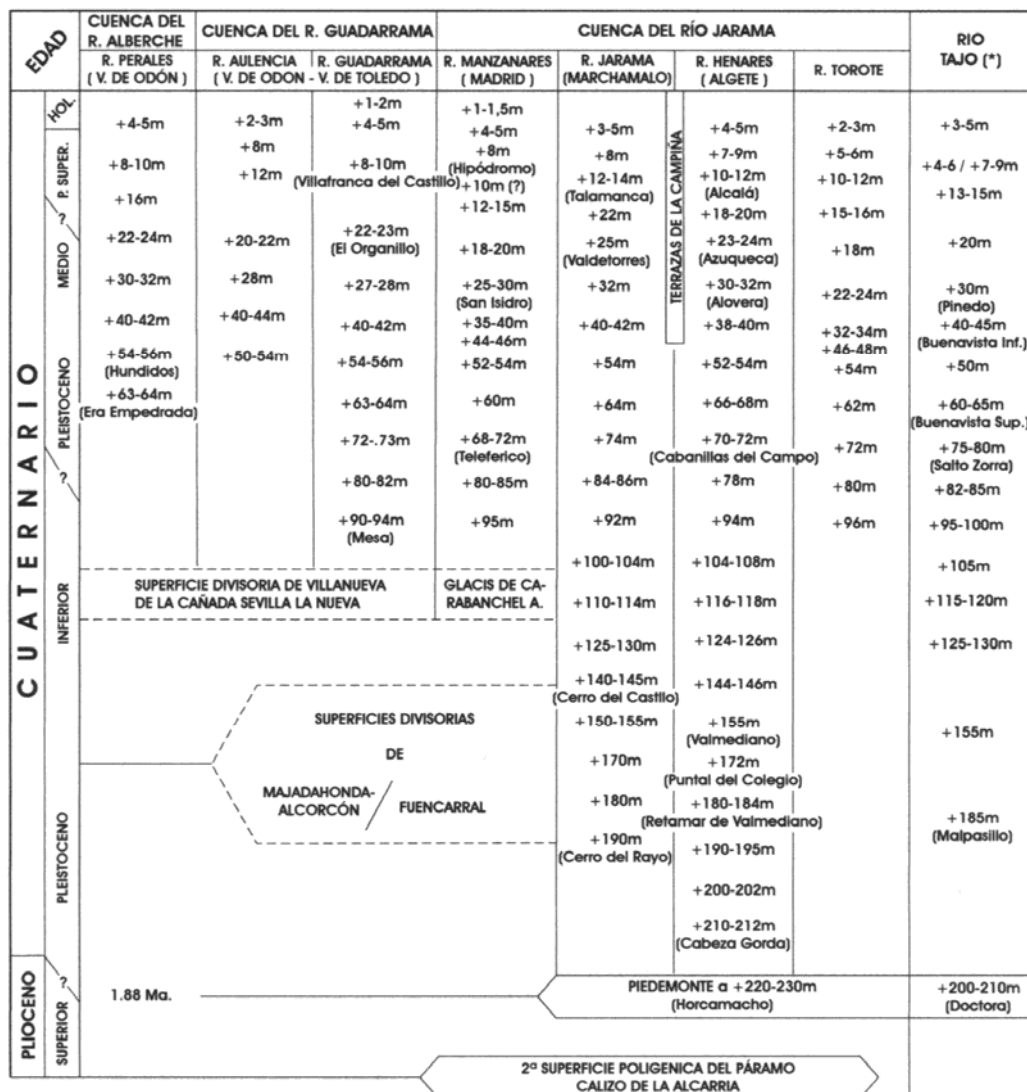 EDAD
CUENCA DEL
R. ALBERCHE
CUENCA DEL R. GUADARRAMA
CUENCA DEL RÍO JARAMA
RIO
TAJO (*)
R. PERALES
( V. DE ODÓN )
R. AULENCIA
R. GUADARRAMA
( V. DE ODON - V. DE TOLEDO )
R. MANZANARES
( MADRID )
R. JARAMA
(MARCHAMALO)
R. HENARES
( ALGETE )
R. TOROTE
CUATERNARIO
HOL.
P. SUPER.
?
MEDIO
PLEISTOCENO
?
INFERIOR
PLEISTOCENO
PLIOCENO
?
SUPERIOR
+4-5m
+8-10m
+16m
+22-24m
+30-32m
+40-42m
+54-56m
(Hundidos)
+63-64m
(Era Empedrada)
+2-3m
+8m
+12m
+20-22m
+28m
+40-44m
+50-54m
+1-2m
+4-5m
+8-10m
(Villafranca del Castillo)
+22-23m
(El Organillo)
+27-28m
+40-42m
+54-56m
+63-64m
+72-.73m
+80-82m
+90-94m
(Mesa)
+1-1,5m
+4-5m
+8m
(Hipódromo)
+10m (?)
+12-15m
+18-20m
+25-30m
(San Isidro)
+35-40m
+44-46m
+52-54m
+60m
+68-72m
(Teleferico)
+80-85m
+95m
+3-5m
+8m
+12-14m
(Talamanca)
+22m
+25m
(Valdetorres)
+32m
+40-42m
+54m
+64m
+74m
+84-86m
+92m
+100-104m
+110-114m
+125-130m
+140-145m
(Cerro del Castllo)
+150-155m
+170m
+180m
+190m
(Cerro del Rayo)
TERRAZAS DE LA CAMPIÑA
+4-5m
+7-9m
+10-12m
(Alcalá)
+18-20m
+23-24m
(Azuqueca)
+30-32m
(Alovera)
+38-40m
+52-54m
+66-68m
+70-72m
(Cabanillas del Campo)
+78m
+94m
+104-108m
+116-118m
+124-126m
+144-146m
+155m
(Valmediano)
+172m
(Puntal del Colegio)
+180-184m
(Retamar de Valmediano)
+190-195m
+200-202m
+210-212m
(Cabeza Gorda)
+2-3m
+5-6m
+10-12m
+15-16m
+18m
+22-24m
+32-34m
+46-48m
+54m
+62m
+72m
+80m
+96m
+3-5m
+4-6 / +7-9m
+13-15m
+20m
+30m
(Pinedo)
+40-45m
(Buenavista Inf.)
+50m
+60-65m
(Buenavista Sup.)
+75-80m
(Salto Zorra)
+82-85m
+95-100m
+105m
+115-120m
+125-130m
+155m
+185m
(Malpasillo)
SUPERFICIE DIVISORIA DE VILLANUEVA
DE LA CAÑADA SEVILLA LA NUEVA
GLACIS DE CA-
RABANCHEL A.
SUPERFICIES DIVISORIAS
DE
MAJADAHONDA-
ALCORCÓN
FUENCARRAL
1.88 Ma.
PIEDEMONTE a +220-230m
(Horcamacho)
+200-210m
(Doctora)
2ª SUPERFICIE POLIGENICA DEL PÁRAMO
CALIZO DE LA ALCARRIA